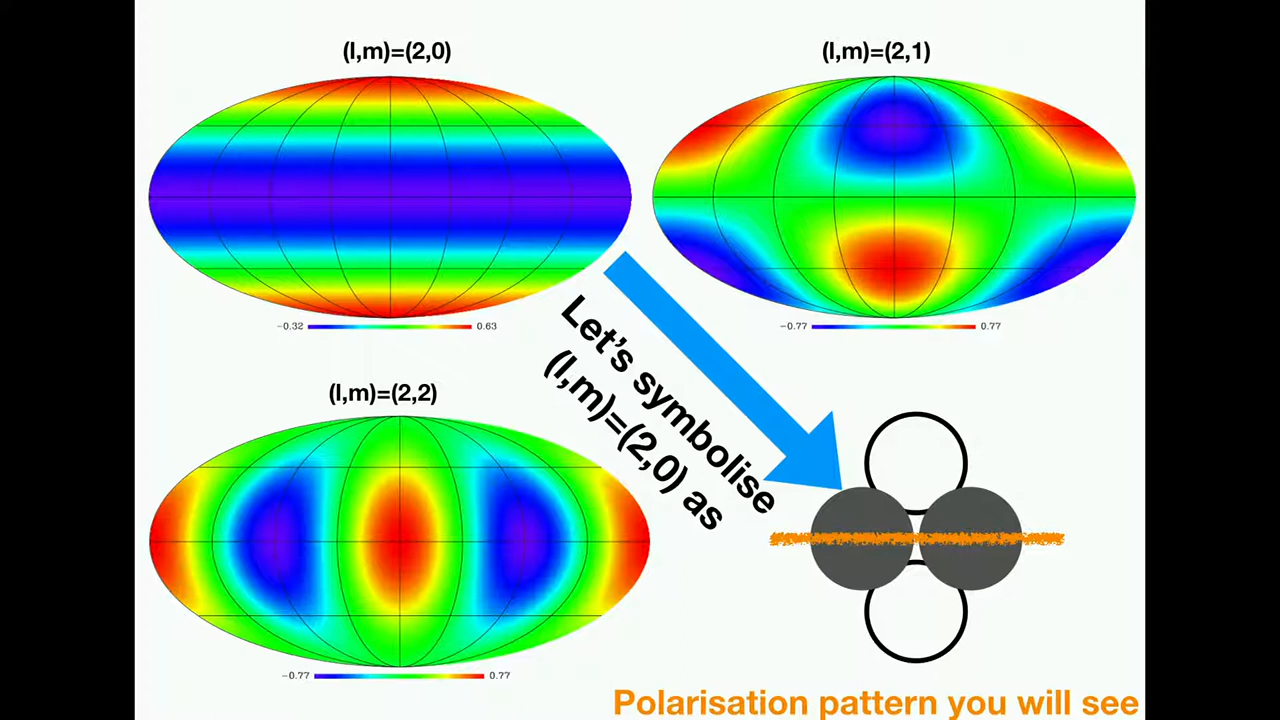 (l,m)=(2,0)
(l,m)=(2,1)
−0.32
0.63
−0.77
0.77
Let's symbolise
(l,m)=(2,0) as
(l,m)=(2,2)
−0.77
0.77
Polarisation pattern you will see